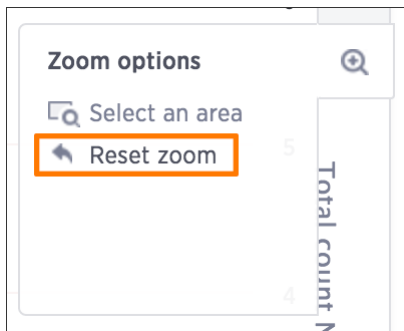 Zoom options
Select an area
Reset zoom
5
4
Total count